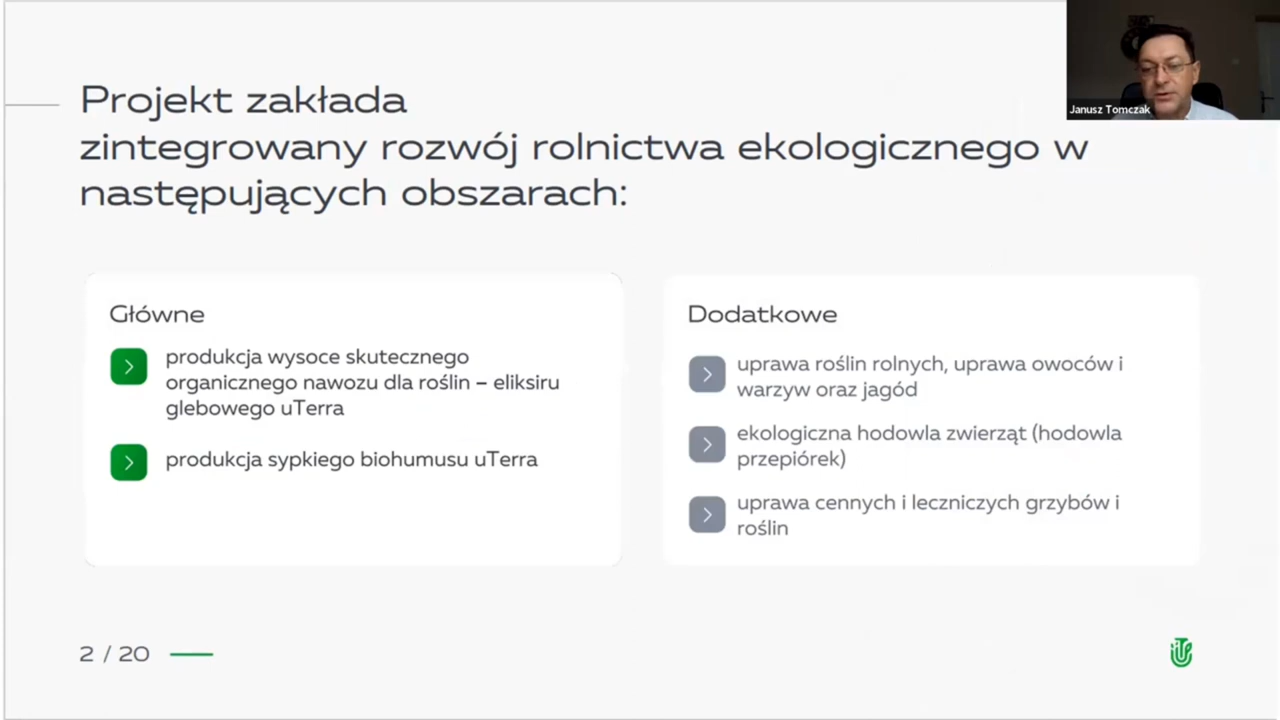 Janusz Tomczak
Projekt zakłada
zintegrowany rozwój rolnictwa ekologicznego w
następujących obszarach:
Główne
produkcja wysoce skutecznego
organicznego nawozu dla roślin – eliksiru
glebowego uTerra
produkcja sypkiego biohumusu uTerra
Dodatkowe
uprawa roślin rolnych, uprawa owoców i
warzyw oraz jagód
ekologiczna hodowla zwierząt (hodowla
przepiórek)
uprawa cennych i leczniczych grzybów i
roślin
2 / 20